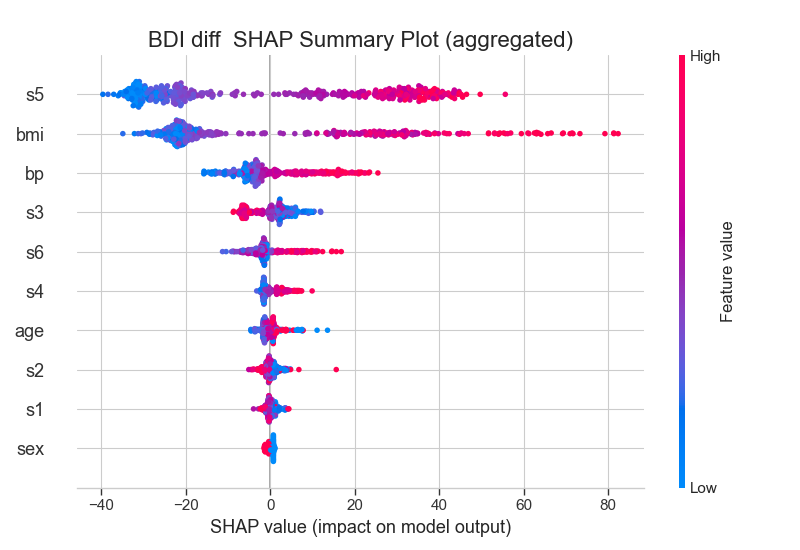 BDI diff  SHAP Summary Plot (aggregated)
High
s5
bmi
bp
s3
s6
s4
age
s2
s1
sex
Feature value
Low
−40
−20
0
20
40
60
80
SHAP value (impact on model output)